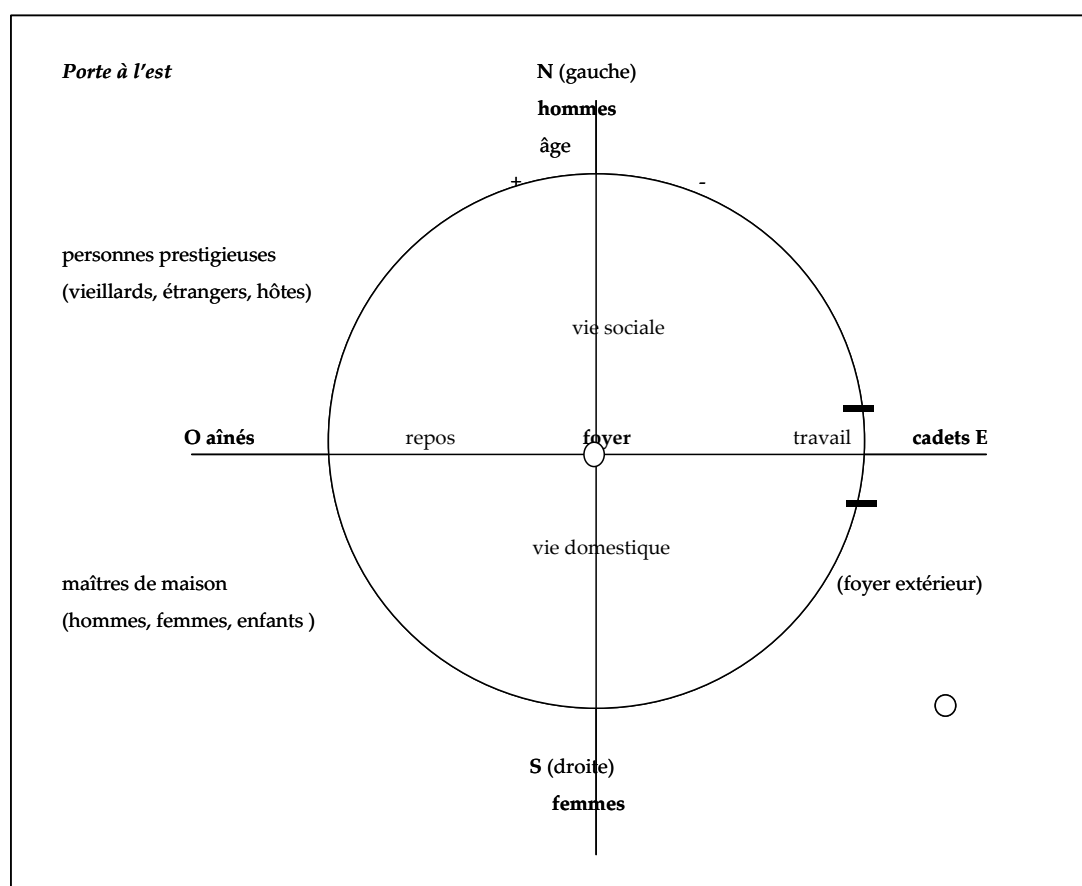 Porte à l'est
N (gauche)
hommes
âge
+ -
personnes prestigieuses
(vieillards, étrangers, hôtes)
vie sociale
O aînés repos foyer travail cadets E
vie domestique
maîtres de maison
(foyer extérieur)
(hommes, femmes, enfants )
S (droite)
femmes